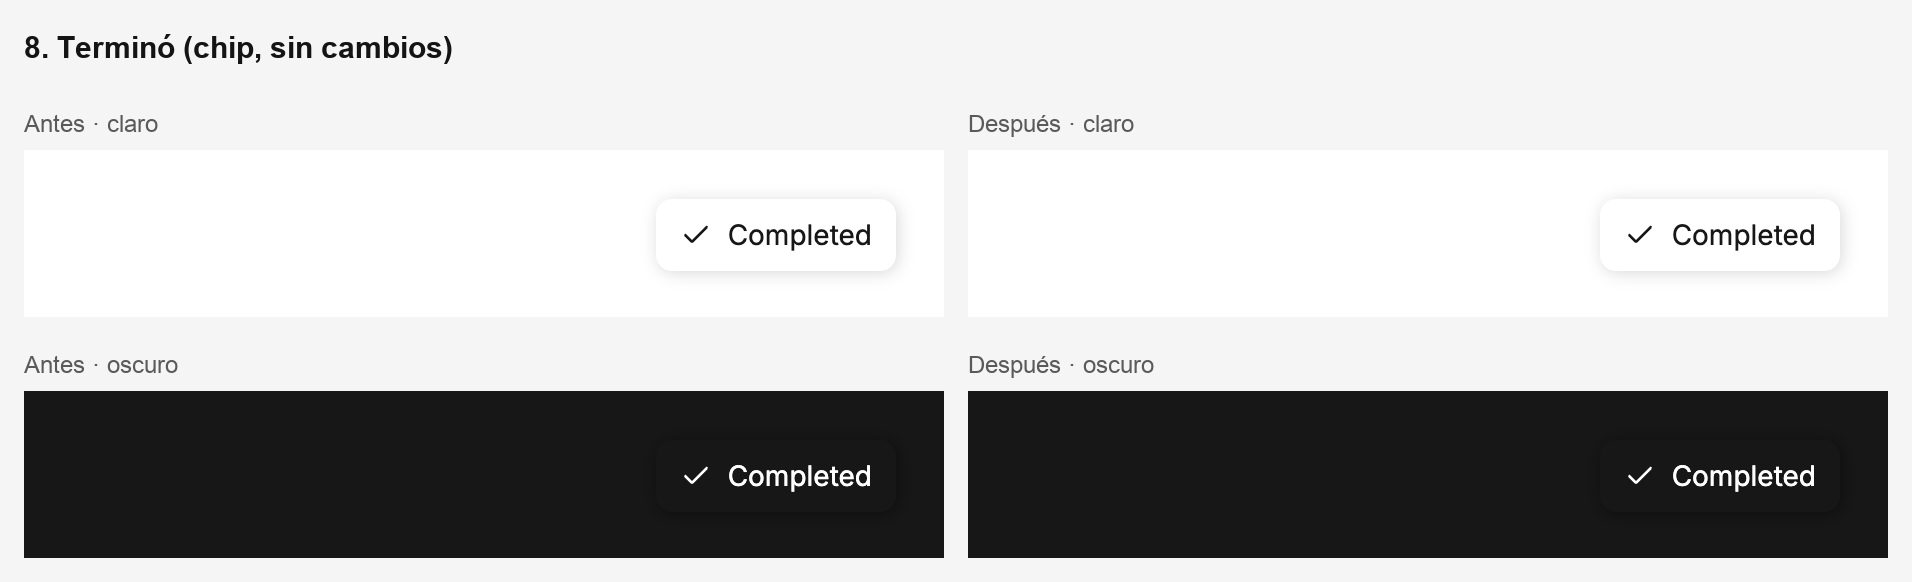 8. Terminó (chip, sin cambios)
Antes · claro
Después · claro
Completed
Completed
Antes · oscuro
Después · oscuro
Completed
Completed